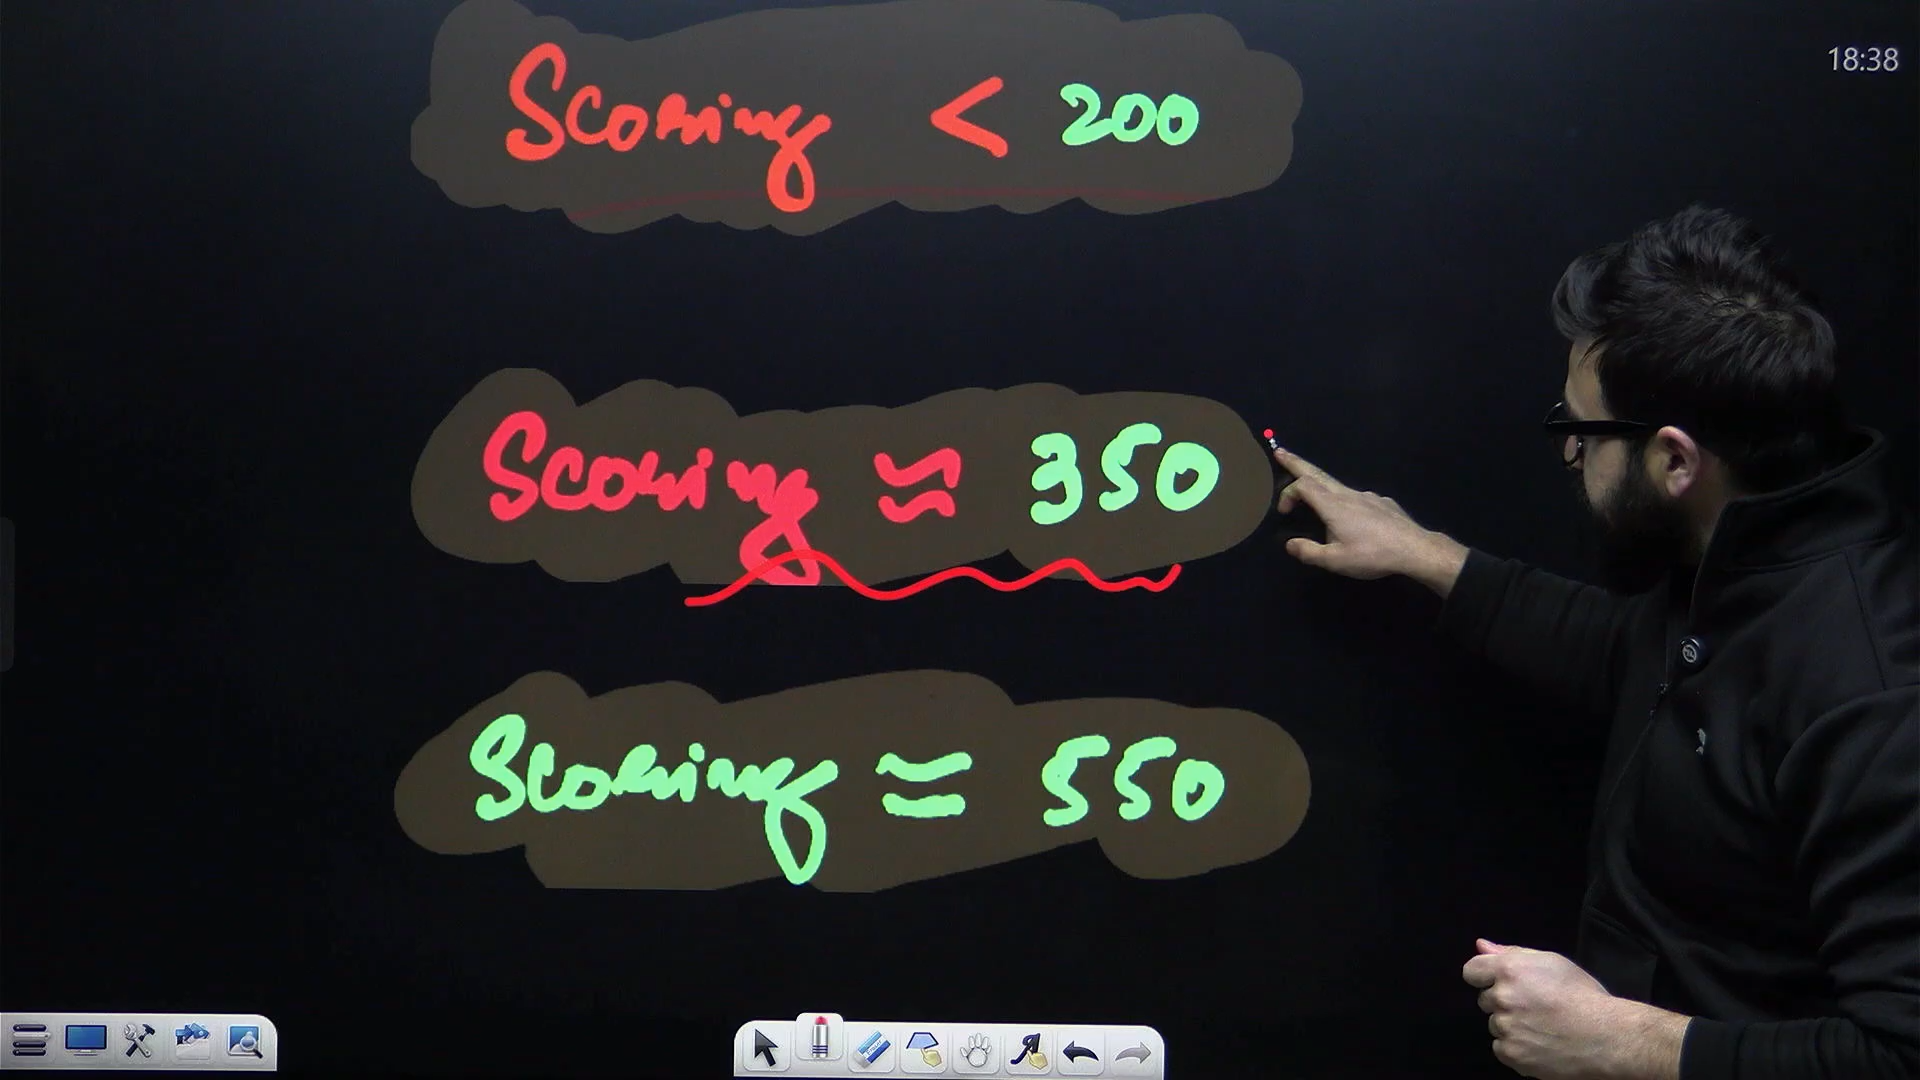 18:38
Scoring < 200
Scoring ≈ 350
Scoring ≈ 550